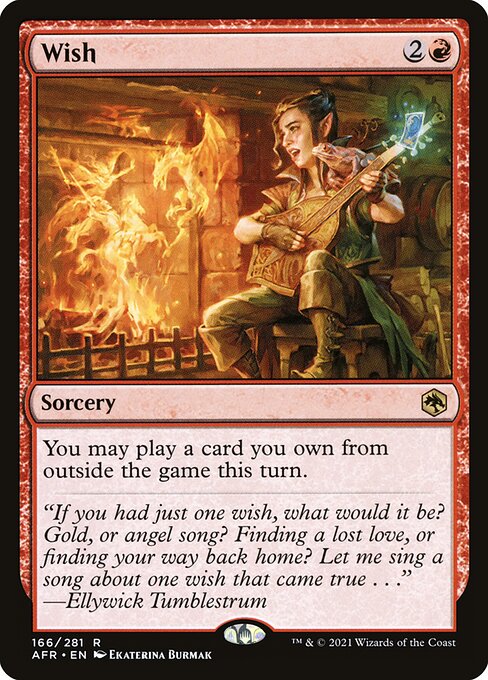 Wish 2
Sorcery
You may play a card you own from
outside the game this turn.
“If you had just one wish, what would it be?
Gold, or angel song? Finding a lost love, or
finding your way back home? Let me sing a
song about one wish that came true . . .”
—Ellywick Tumblestrum
166/281 R
AFR • EN Ekaterina Burmak
™ & © 2021 Wizards of the Coast